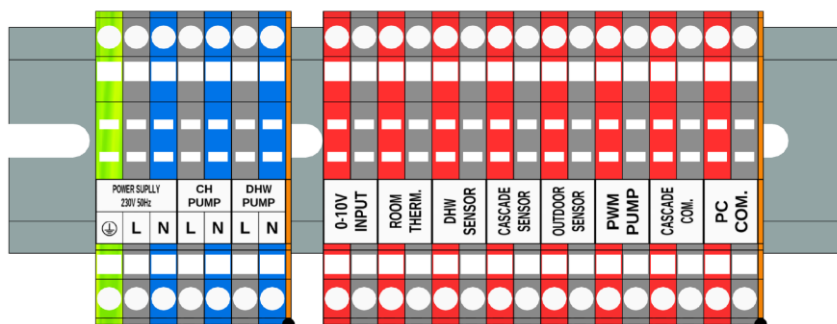 POWER SUPLLY
230V 50Hz
CH
PUMP
DHW
PUMP
L
N
L
N
L
N
0-10V
INPUT
ROOM
THERM.
DHW
SENSOR
CASCADE
SENSOR
OUTDOOR
SENSOR
PWM
PUMP
CASCADE
COM.
PC
COM.